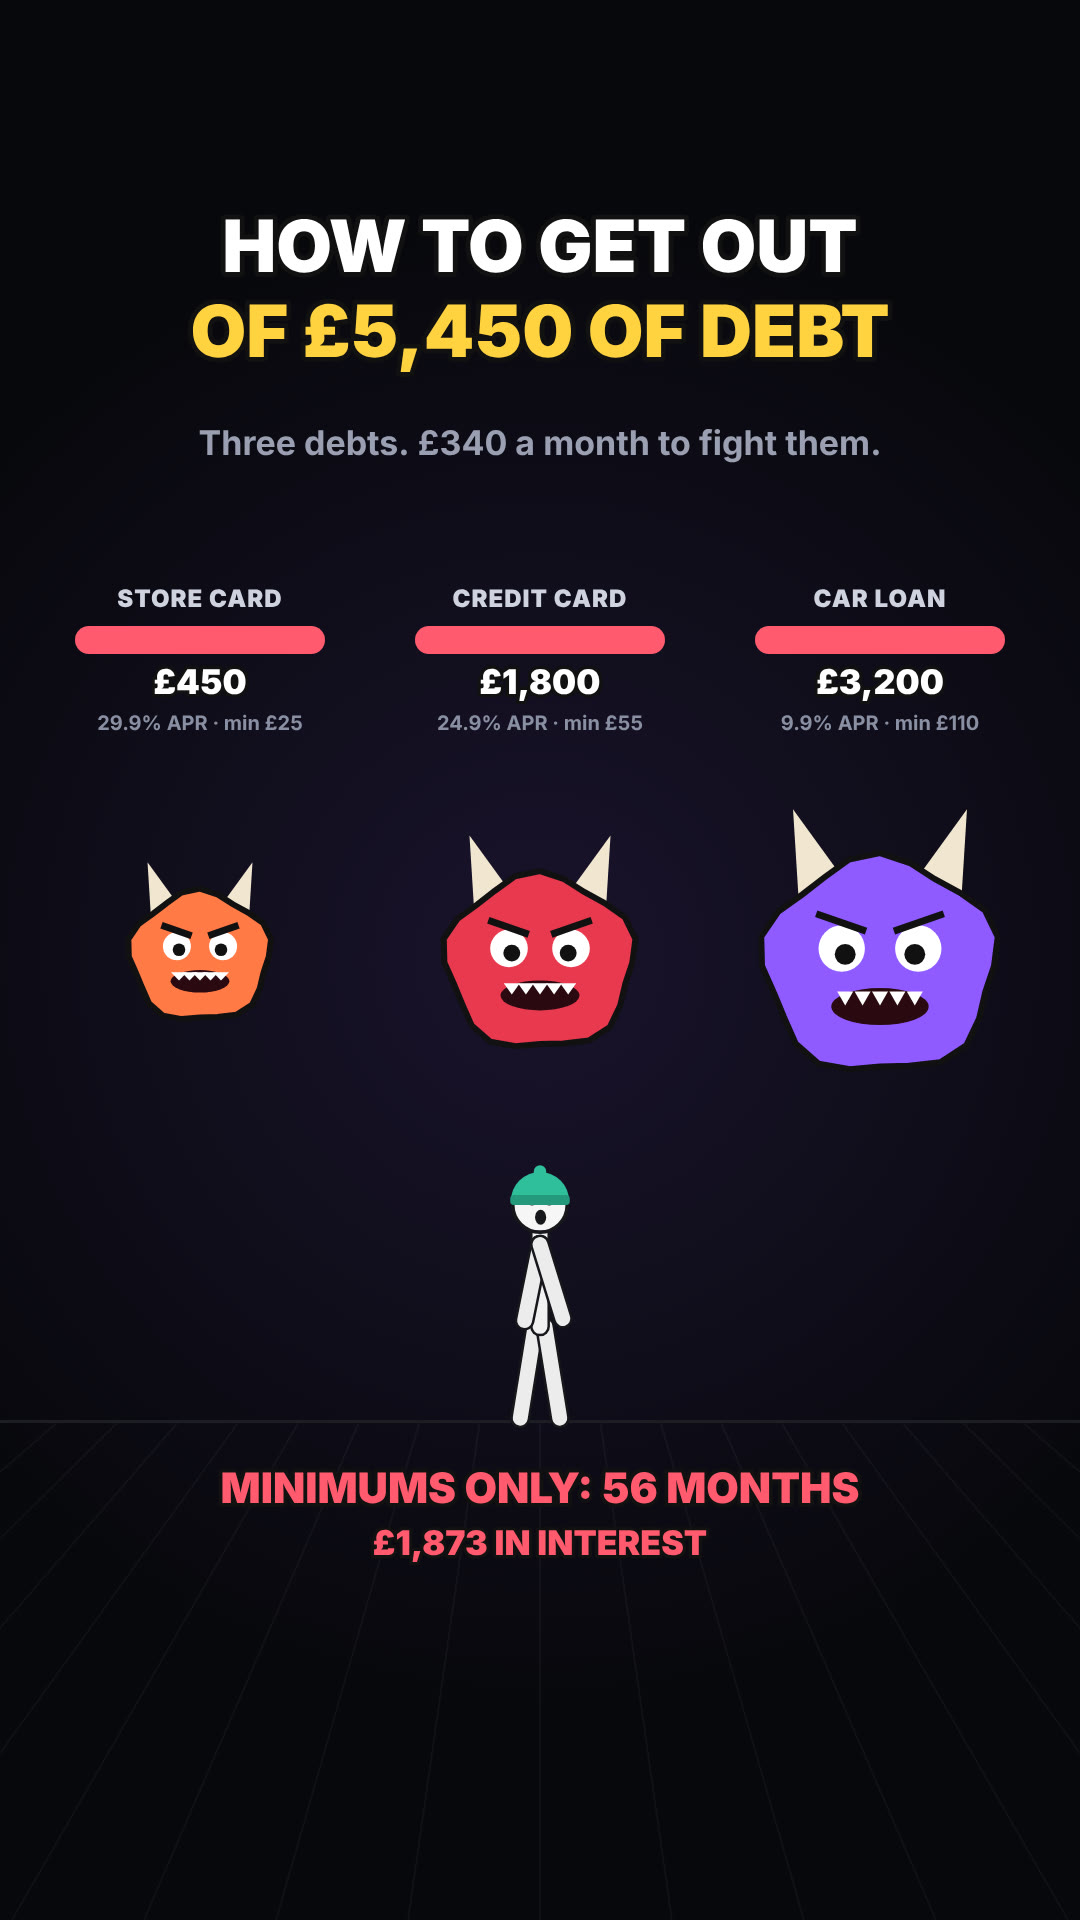 HOW TO GET OUT
OF £5,450 OF DEBT
Three debts. £340 a month to fight them.
STORE CARD
£450
29.9% APR · min £25
CREDIT CARD
£1,800
24.9% APR · min £55
CAR LOAN
£3,200
9.9% APR · min £110
MINIMUMS ONLY: 56 MONTHS
£1,873 IN INTEREST